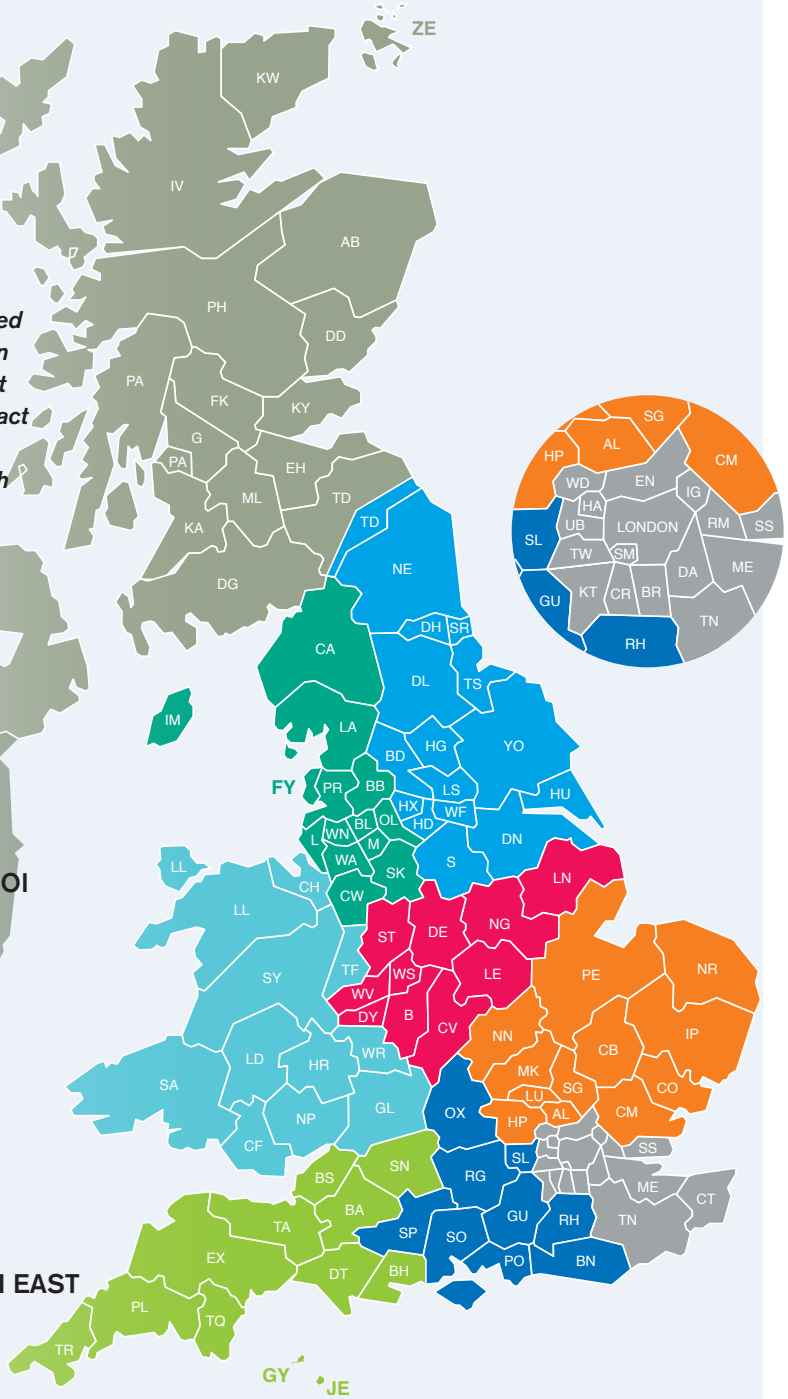 ZE
KW
IV
AB
PH
ed
DD
n
PA
t
FK
KY
act
G
PA
EH
h
ML
TD
KA
TD
DG
NE
SG
AL
HP
CM
WD
EN
IG
HA
UB
LONDON
RM
SS
SL
TW
SM
ME
DA
KT
CR
BR
GU
TN
RH
DH
SR
CA
DL
TS
IM
LA
HG
YO
BD
FY
PR
BB
LS
HU
HX
WF
HD
BL
OL
WN
L
M
DN
WA
S
SK
LL
CH
CW
LN
OI
LL
ST
DE
NG
TF
WS
LE
PE
NR
SY
WV
DY
B
CV
NN
IP
CB
WR
LD
HR
MK
SA
LU
SG
CO
GL
OX
HP
AL
CM
NP
CF
SS
SL
SN
BS
RG
ME
CT
BA
GU
RH
TN
TA
SP
SO
EX
PO
BN
DT
BH
EAST
PL
TQ
TR
GY
JE